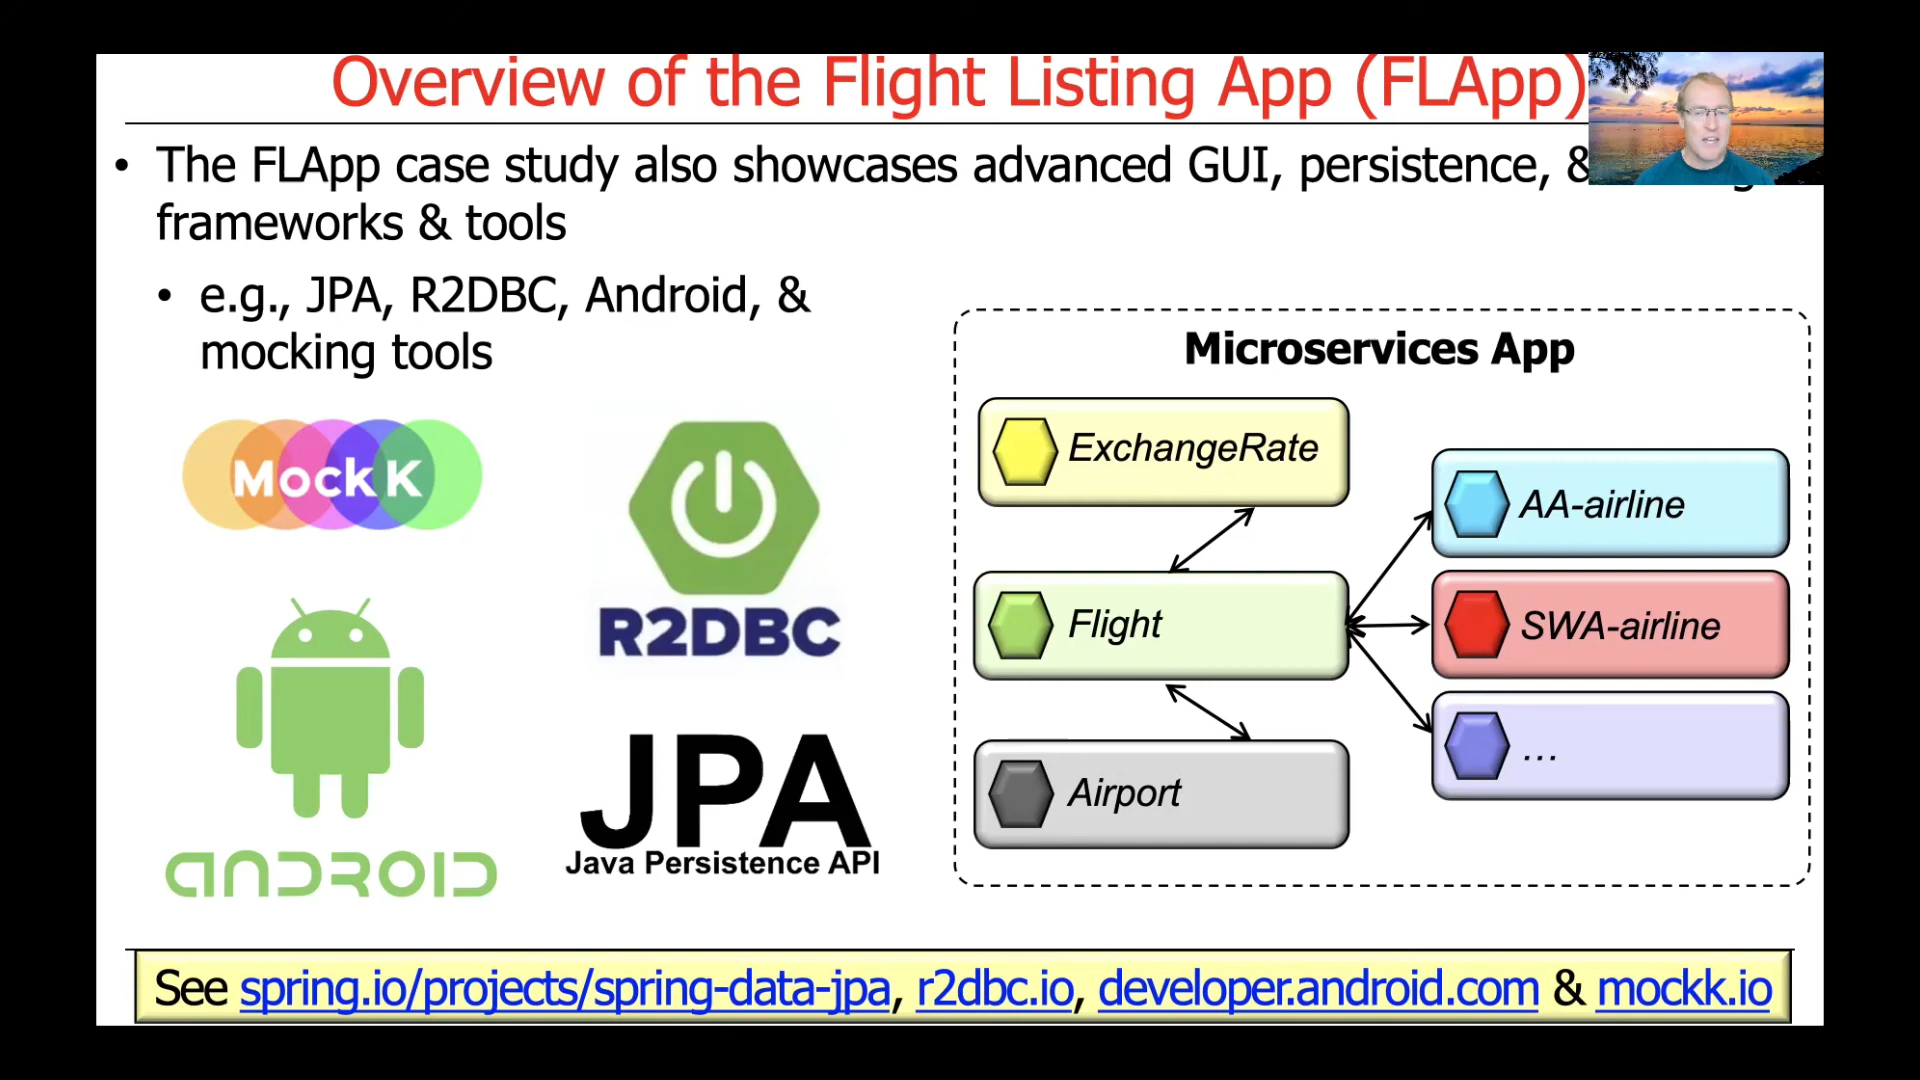 Overview of the Flight Listing App (FLApp)
• The FLApp case study also showcases advanced GUI, persistence, &
frameworks & tools
• e.g., JPA, R2DBC, Android, &
mocking tools
Microservices App
ExchangeRate
AA-airline
Flight
SWA-airline
...
Airport
MockK
R2DBC
ANDROID
JPA
Java Persistence API
See spring.io/projects/spring-data-jpa, r2dbc.io, developer.android.com & mockk.io